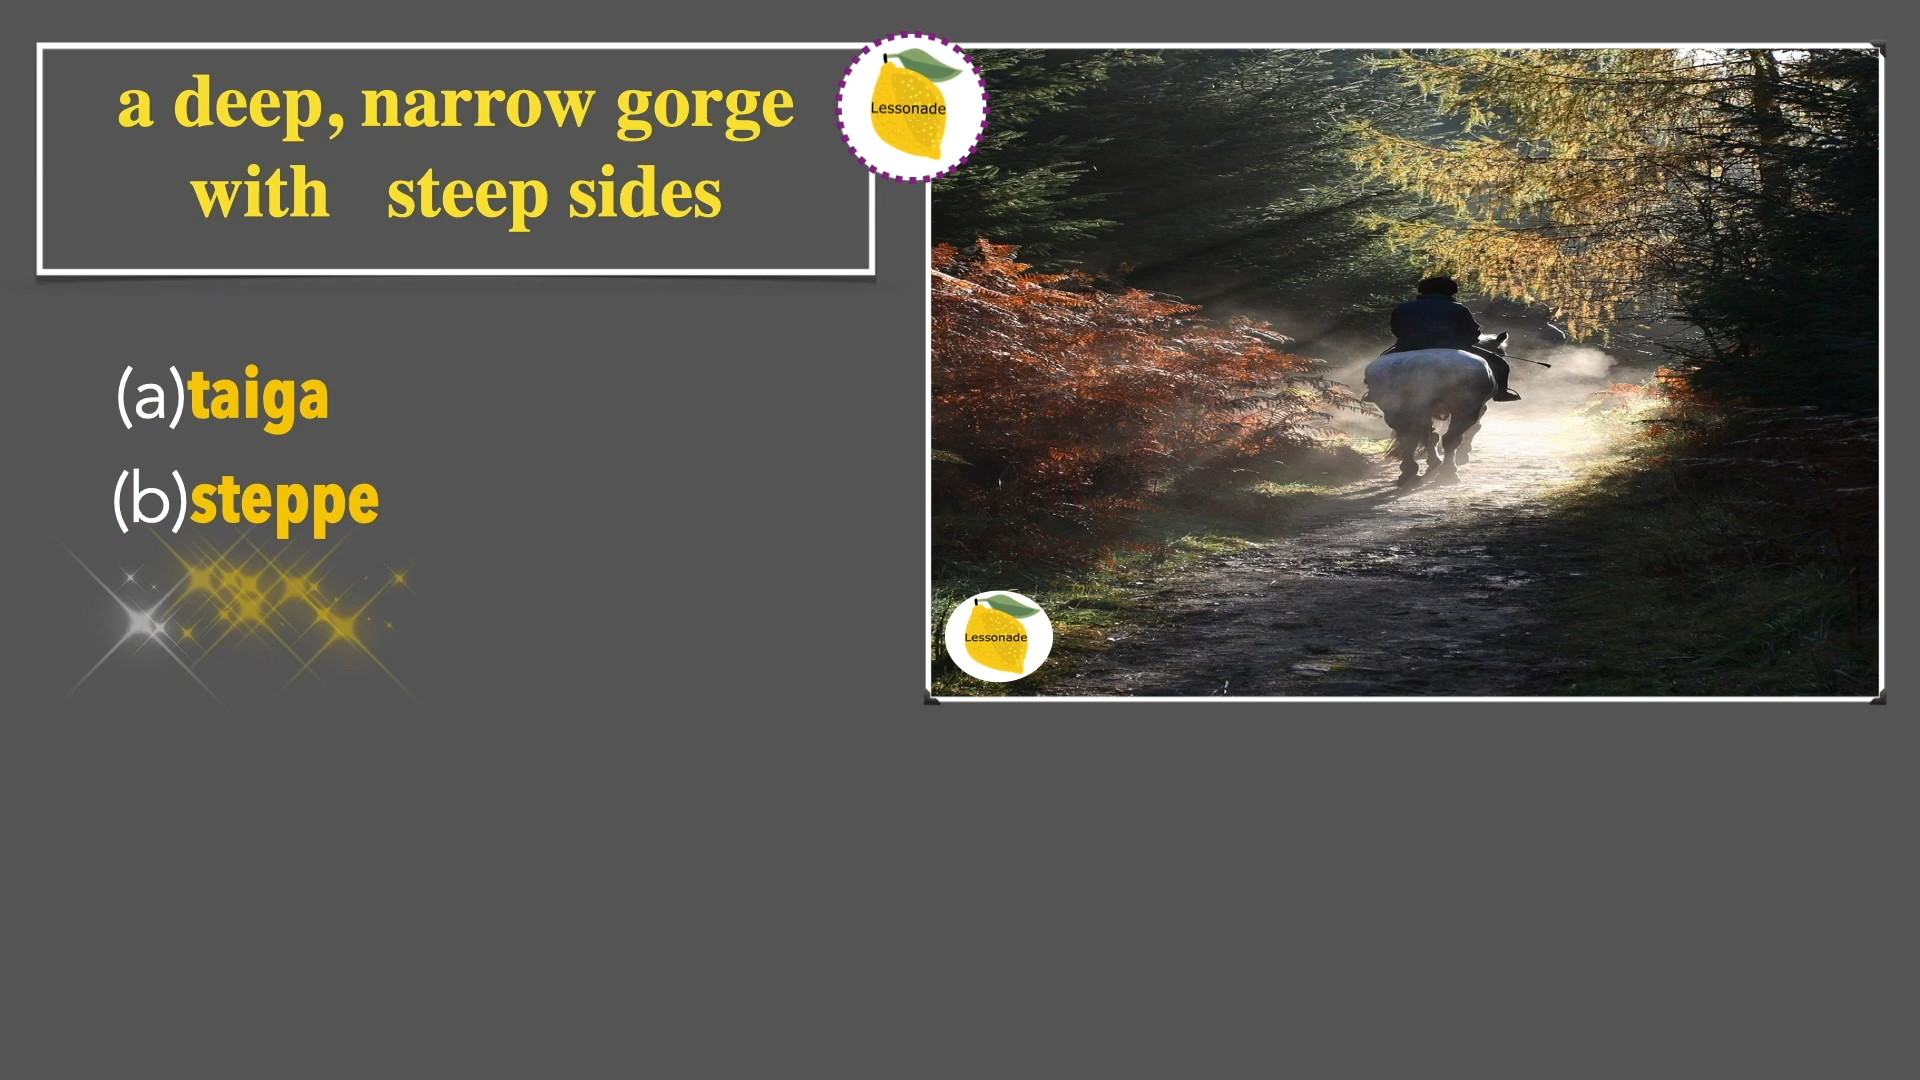 a deep, narrow gorge
with steep sides
Lessonade
(a)taiga
(b)steppe
Lessonade